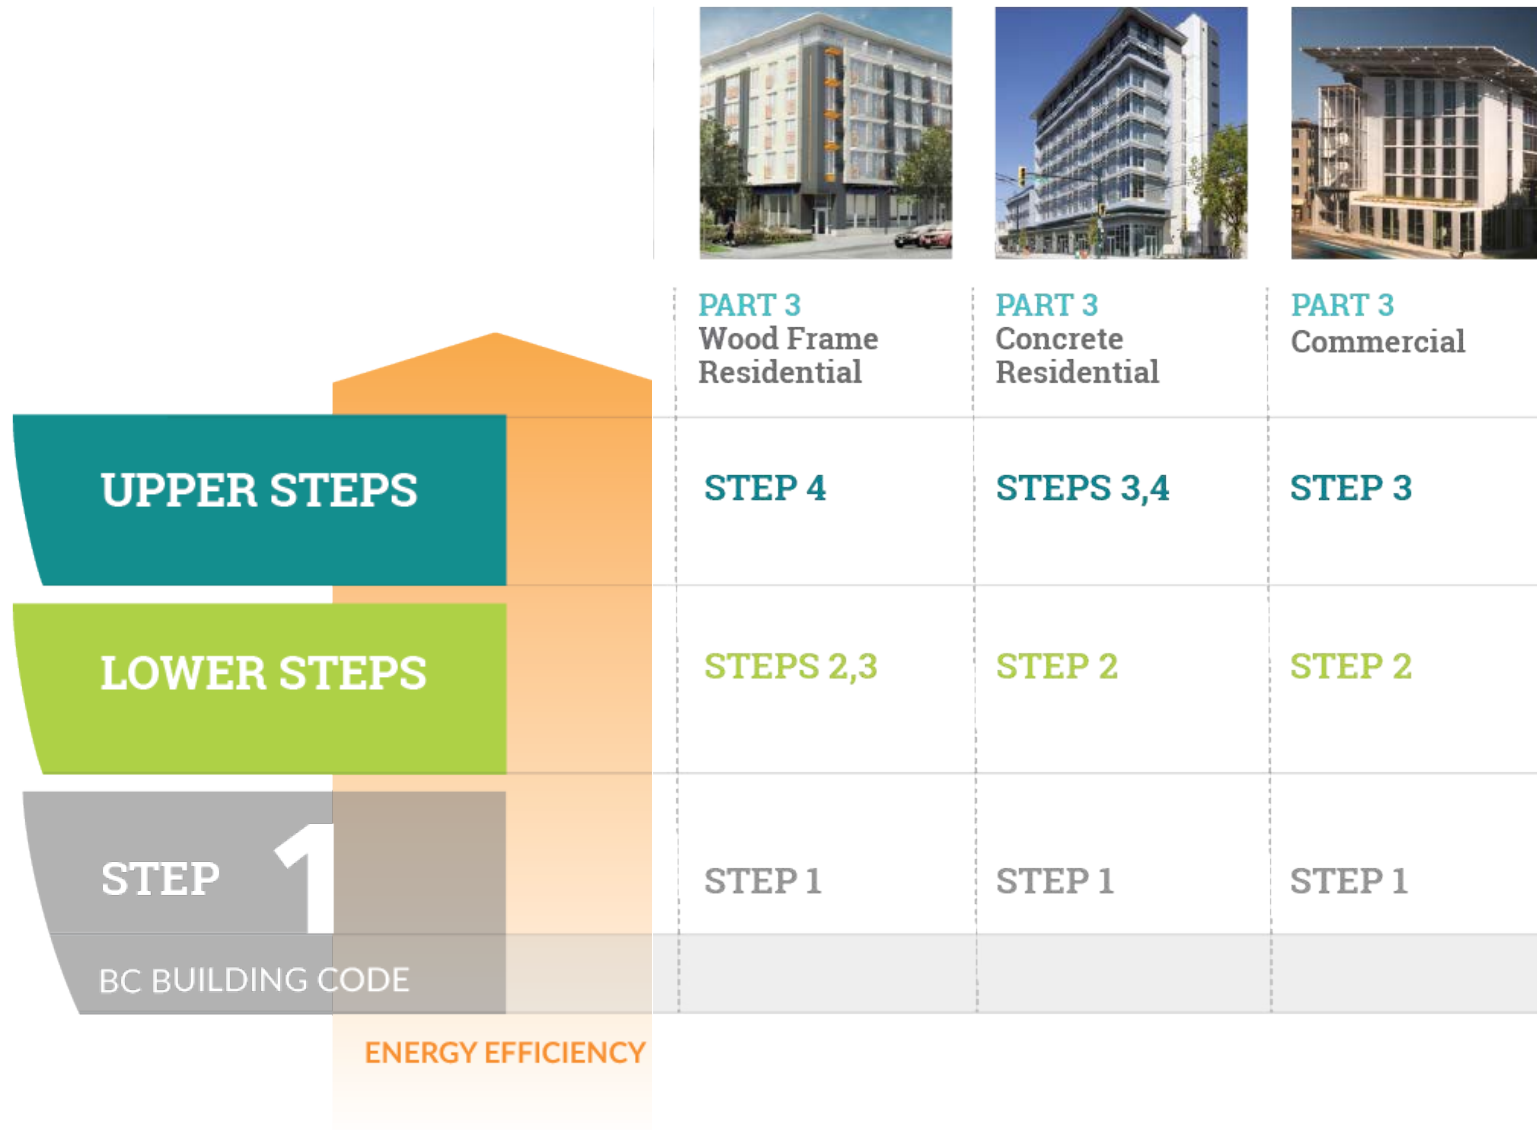 PART 3
Wood Frame
Residential
PART 3
Concrete
Residential
PART 3
Commercial
UPPER STEPS
STEP 4
STEPS 3,4
STEP 3
LOWER STEPS
STEPS 2,3
STEP 2
STEP 2
STEP 1
STEP 1
STEP 1
STEP 1
BC BUILDING CODE
ENERGY EFFICIENCY